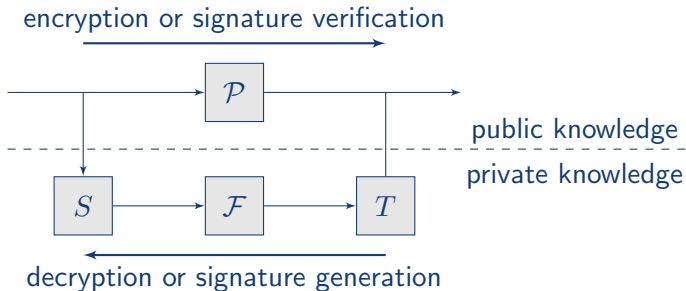 encryption or signature verification
𝒫
public knowledge
private knowledge
S
ℱ
T
decryption or signature generation